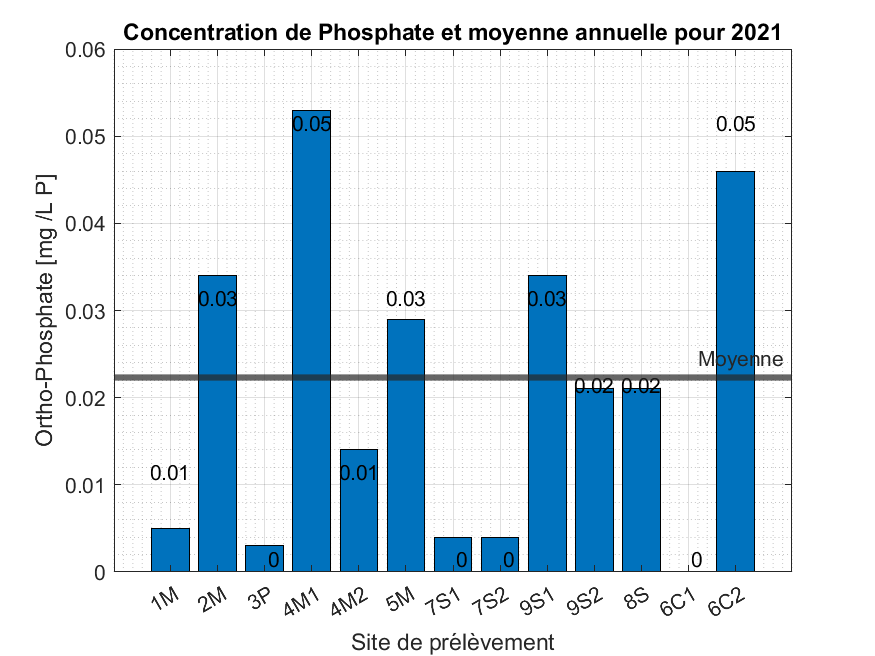 Concentration de Phosphate et moyenne annuelle pour 2021
0.06
0.05
0.04
0.03
0.02
0.01
0
Ortho-Phosphate [mg /L P]
0.01
0.03
0
0.05
0.01
0.03
0
0
0.03
0.02
0.02
0
0.05
Moyenne
1M
2M
3P
4M1
4M2
5M
7S1
7S2
9S1
9S2
8S
6C1
6C2
Site de prélèvement